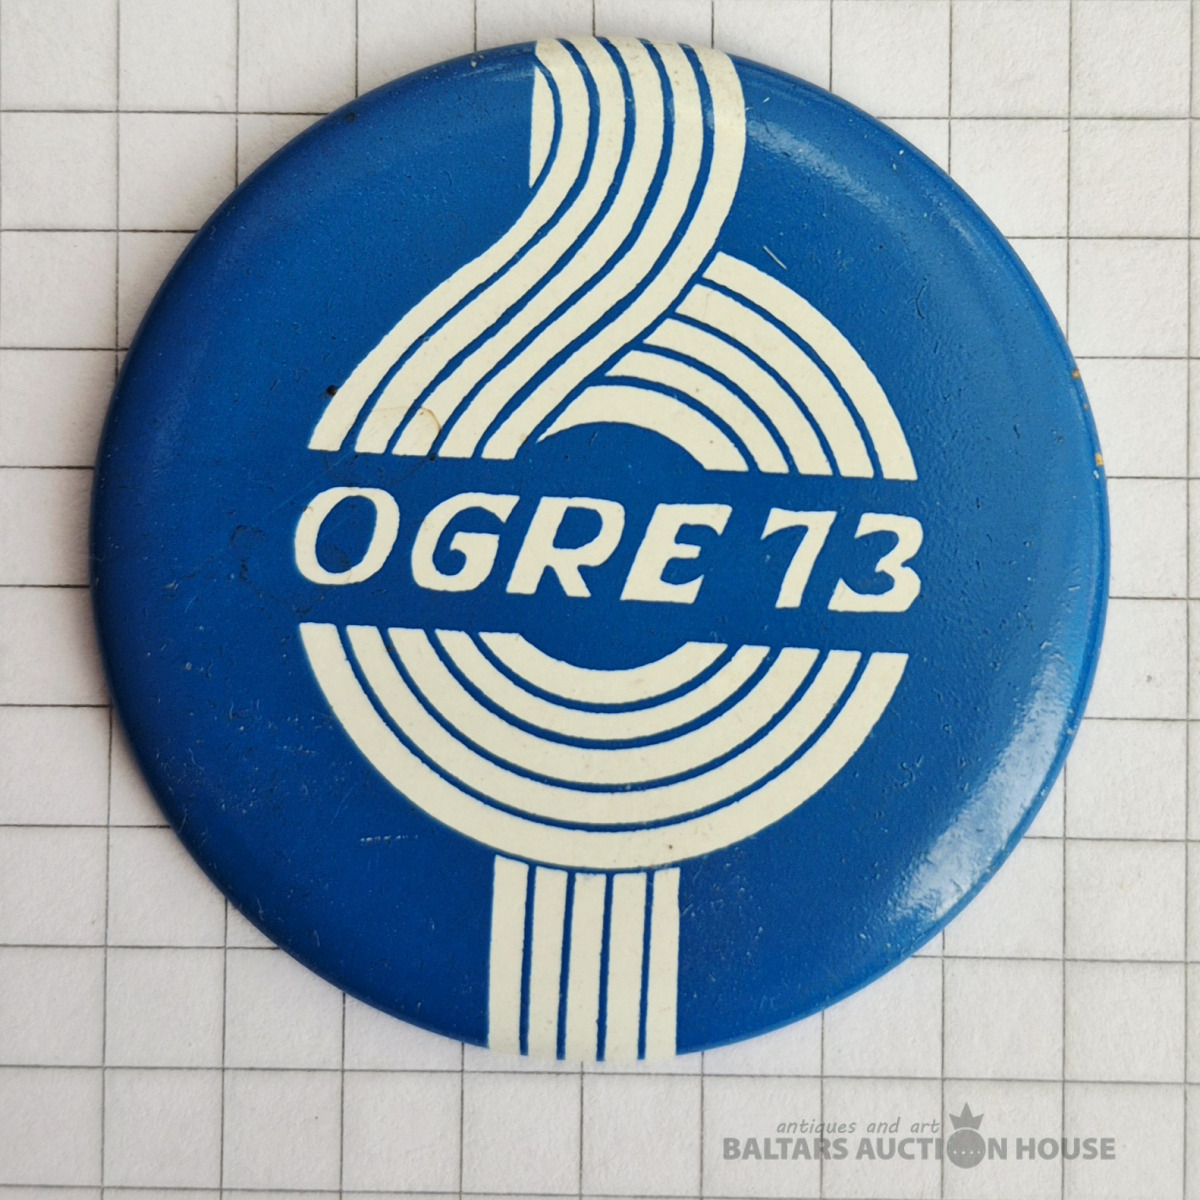 OGRE 73
antiques and art
BALTARS AUCTION HOUSE